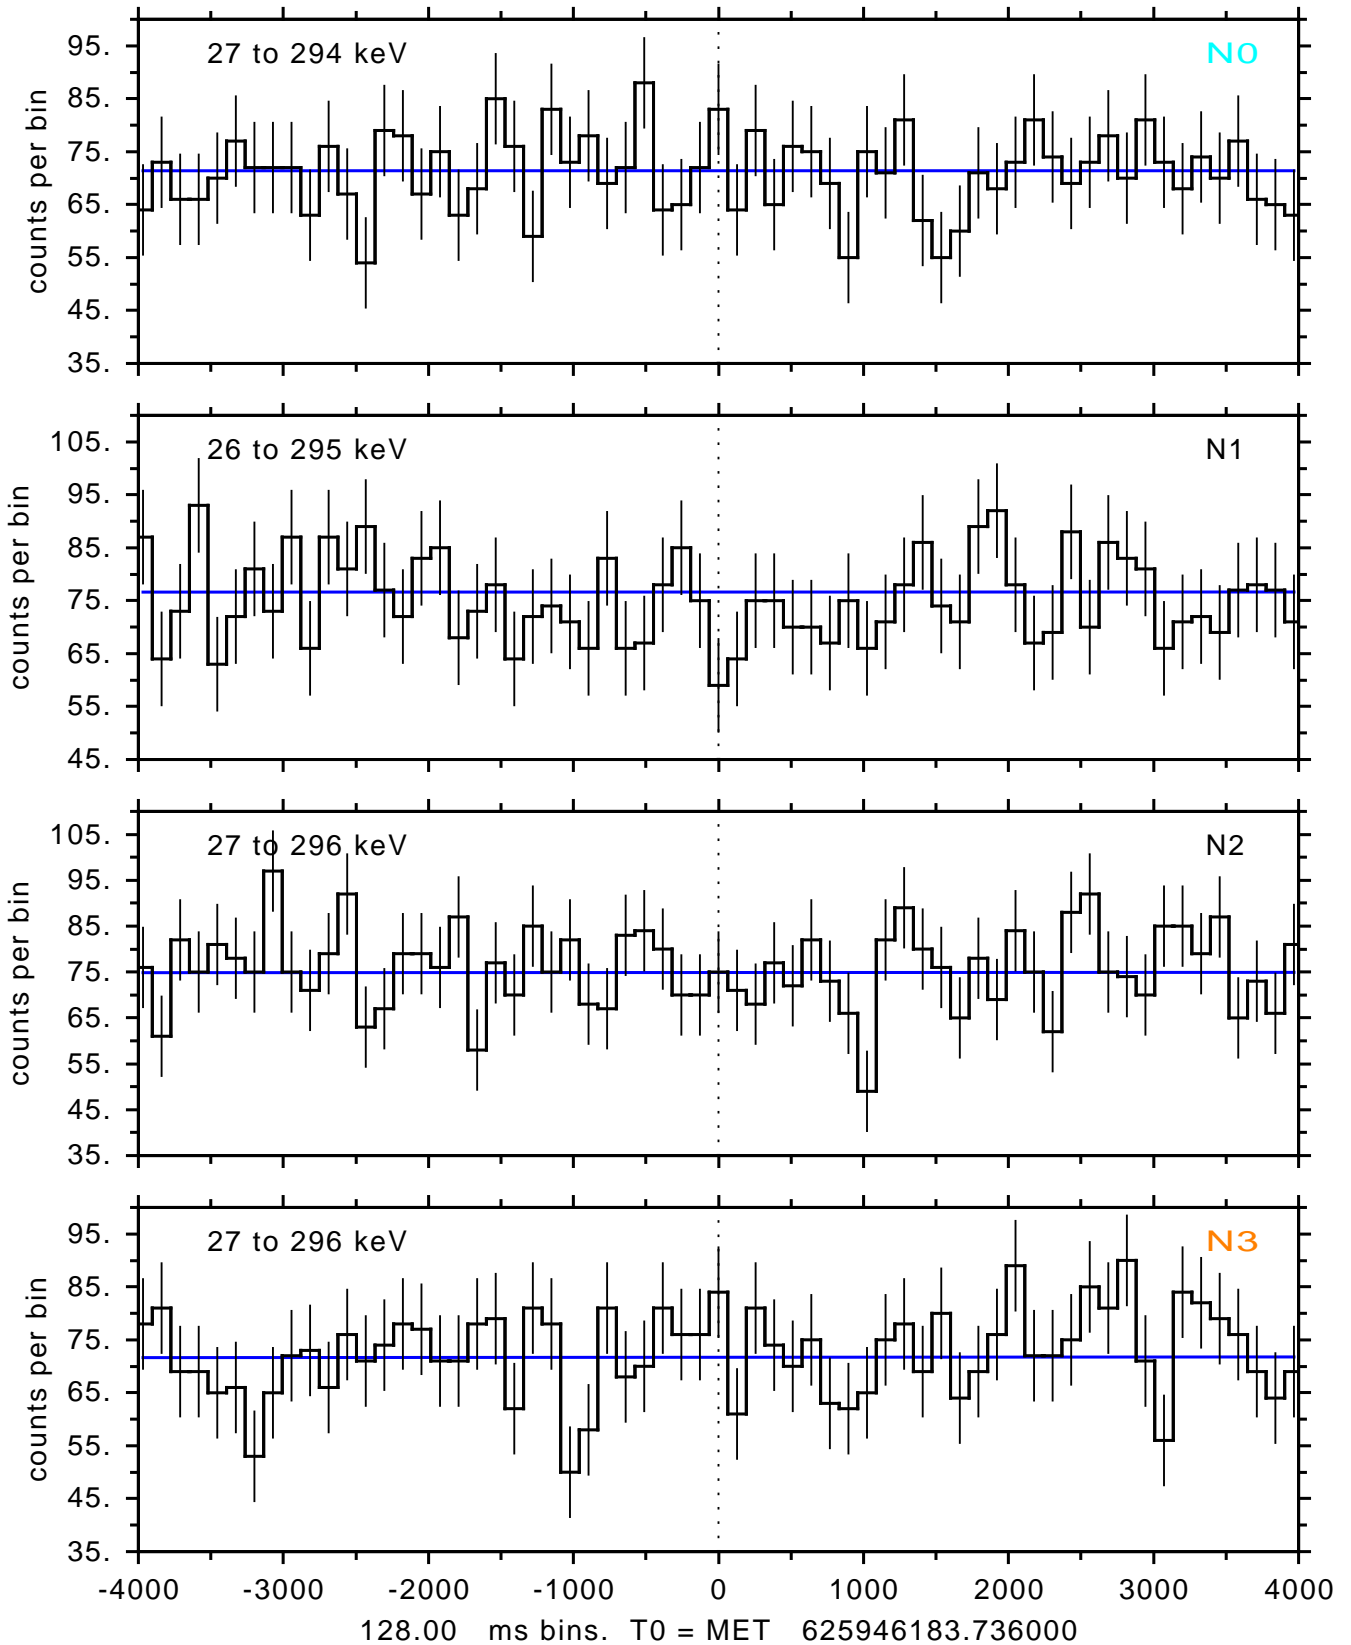 27 to 294 keV N0
95.
85.
75.
65.
55.
45.
35.
counts per bin
26 to 295 keV N1
105.
95.
85.
75.
65.
55.
45.
counts per bin
27 to 296 keV N2
105.
95.
85.
75.
65.
55.
45.
35.
counts per bin
27 to 296 keV N3
95.
85.
75.
65.
55.
45.
35.
counts per bin
-4000 -3000 -2000 -1000 0 1000 2000 3000 4000
128.00 ms bins. T0 = MET 625946183.736000